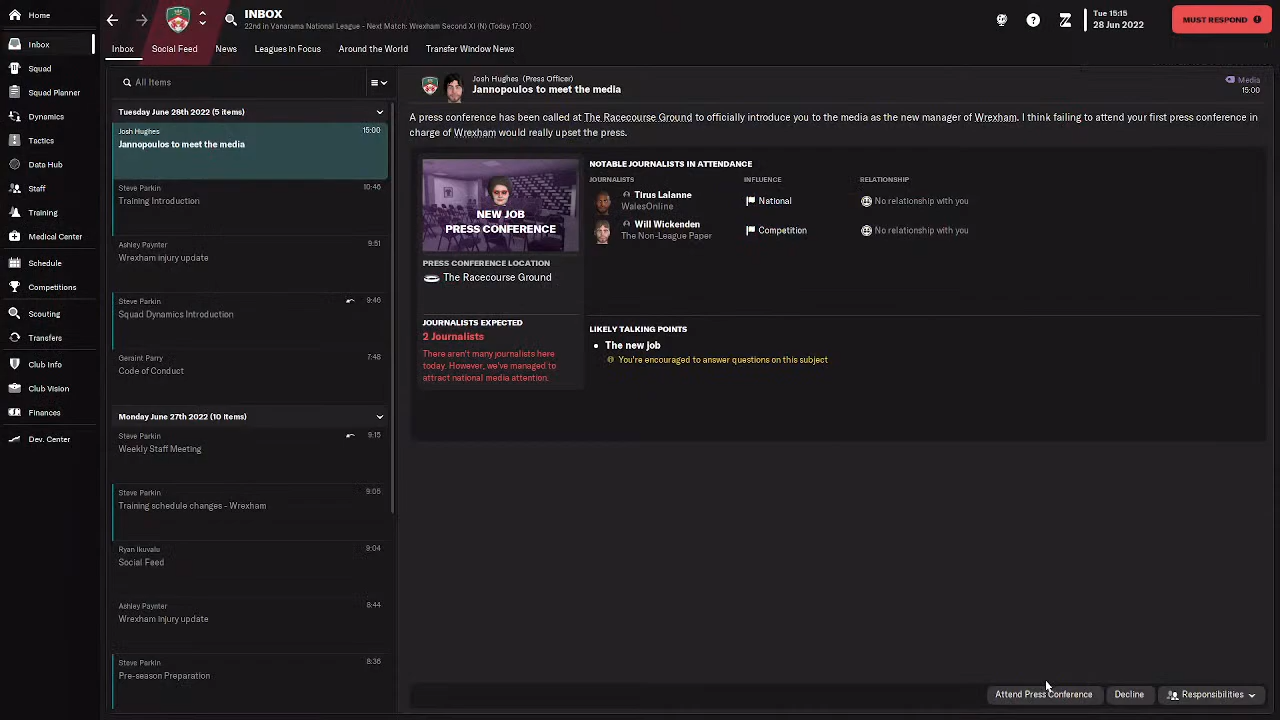 Home
INBOX
22nd in Vanarama National League - Next Match: Wrexham Second XI (N) (Today 17:00)
Tue 15:15
28 Jun 2022
MUST RESPOND
Inbox
Social Feed
News
Leagues in Focus
Around the World
Transfer Window News
Inbox
Squad
Squad Planner
Dynamics
Tactics
Data Hub
Staff
Training
Medical Center
Schedule
Competitions
Scouting
Transfers
Club Info
Club Vision
Finances
Dev. Center
All Items
Tuesday June 28th 2022 (5 items)
Josh Hughes 15:00
Jannopoulos to meet the media
Steve Parkin 10:46
Training Introduction
Ashley Paynter 9:51
Wrexham injury update
Steve Parkin 9:46
Squad Dynamics Introduction
Geraint Parry 7:48
Code of Conduct
Monday June 27th 2022 (10 items)
Steve Parkin 9:15
Weekly Staff Meeting
Steve Parkin 9:05
Training schedule changes - Wrexham
Ryan Ikuvalu 9:04
Social Feed
Ashley Paynter 8:44
Wrexham injury update
Steve Parkin 8:36
Pre-season Preparation
Josh Hughes (Press Officer)
Jannopoulos to meet the media
Media
15:00
A press conference has been called at The Racecourse Ground to officially introduce you to the media as the new manager of Wrexham. I think failing to attend your first press conference in
charge of Wrexham would really upset the press.
NEW JOB
PRESS CONFERENCE
PRESS CONFERENCE LOCATION
The Racecourse Ground
JOURNALISTS EXPECTED
2 Journalists
There aren't many journalists here
today. However, we've managed to
attract national media attention.
NOTABLE JOURNALISTS IN ATTENDANCE
JOURNALISTS INFLUENCE RELATIONSHIP
Tirus Lalanne
WalesOnline
National
No relationship with you
Will Wickenden
The Non-League Paper
Competition
No relationship with you
LIKELY TALKING POINTS
• The new job
You're encouraged to answer questions on this subject
Attend Press Conference
Decline
Responsibilities